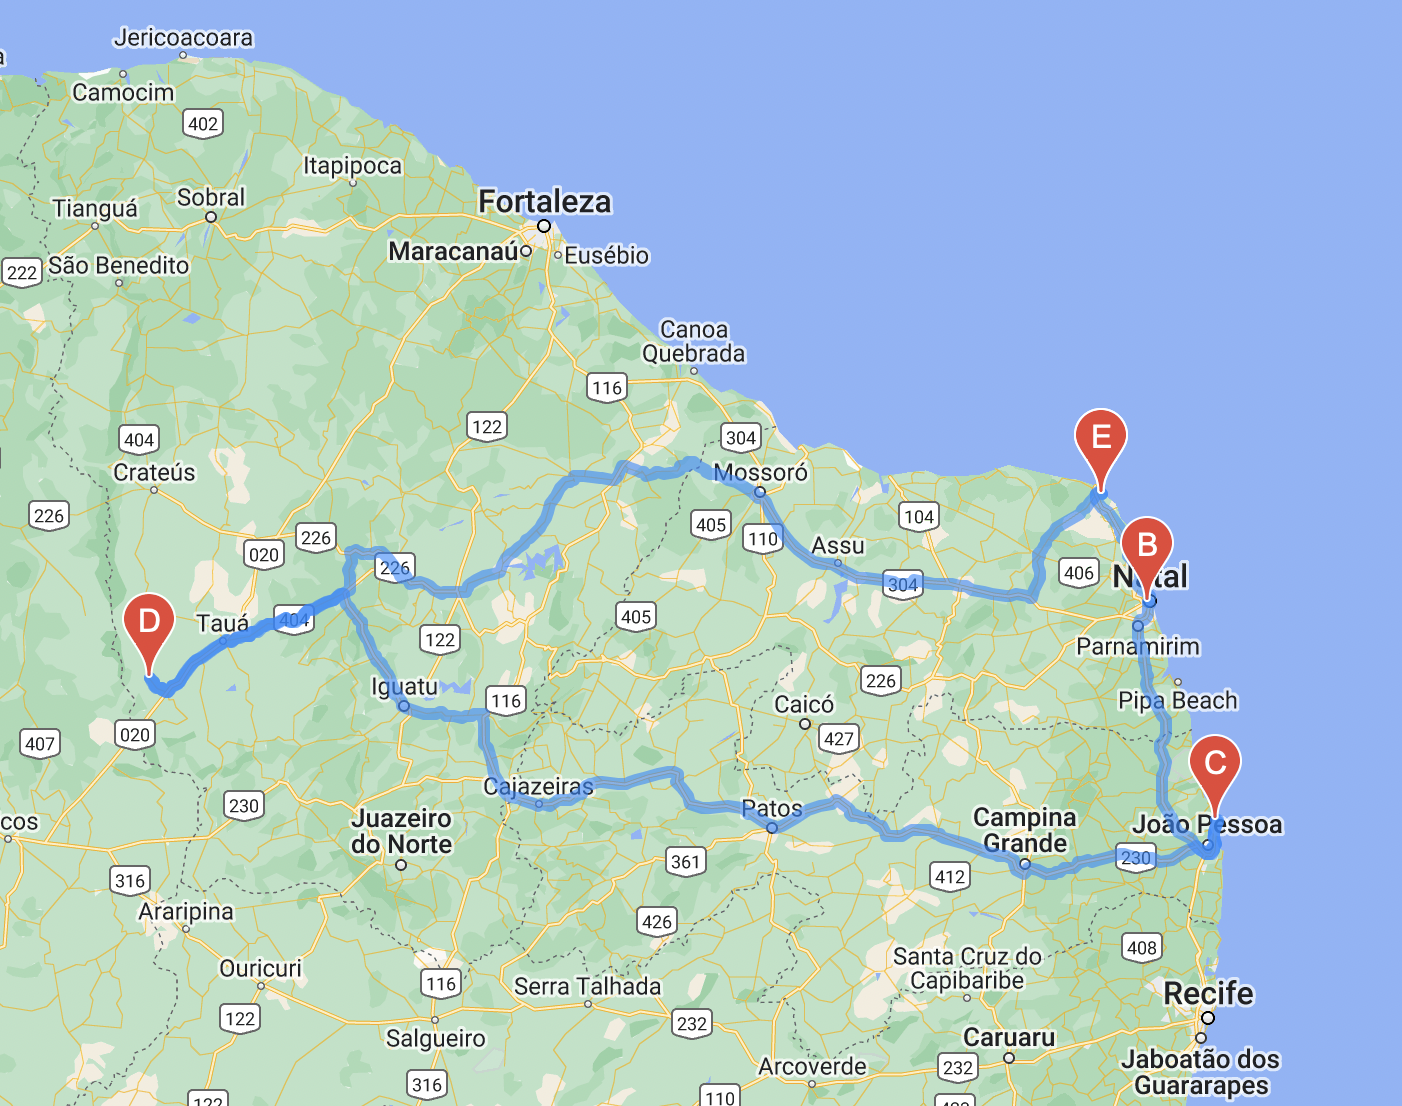 Jericoacoara
Camocim
402
Itapipoca
Fortaleza
Sobral
Tianguá
Maracanaú
Eusébio
São Benedito
222
Canoa
Quebrada
116
122
304
404
Crateús
Mossoró
E
226
405
104
110
226
020
Assu
B
226
406
Natal
304
D
Tauá
404
405
122
Parnamirim
Iguatu
116
226
Pipa Beach
Caicó
407
020
427
C
Cajazeiras
230
Patos
cos
Juazeiro
do Norte
Campina
Grande
João Pessoa
361
230
316
412
Araripina
426
408
Ouricuri
116
Serra Talhada
Santa Cruz do
Capibaribe
Recife
122
232
Salgueiro
Caruaru
Arcoverde
232
Jaboatão dos
Guararapes
316
110
122